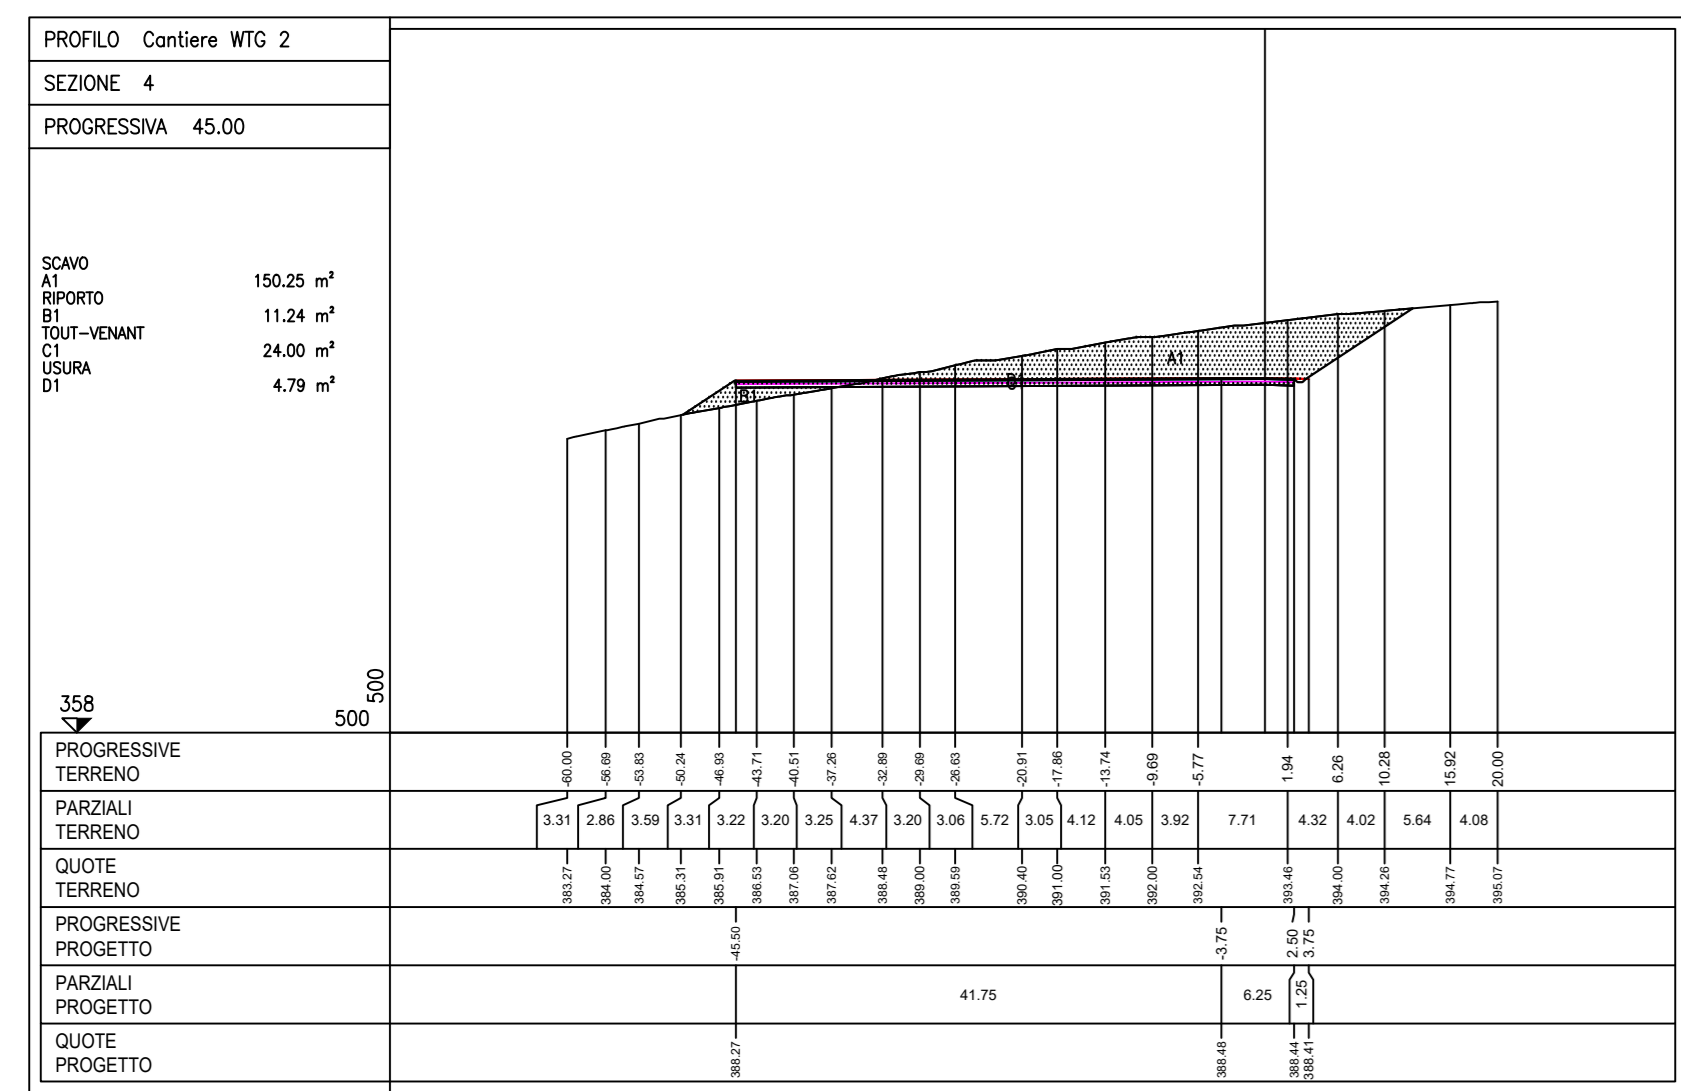 PROFILO Cantiere WTG 2
SEZIONE 4
PROGRESSIVA 45.00
SCAVO
A1 150.25 m²
RIPORTO
B1 11.24 m²
TOUT-VENANT
C1 24.00 m²
USURA
D1 4.79 m²
A1
B1
358
500
500
PROGRESSIVE
TERRENO
-60.00 -56.69 -53.83 -50.24 -46.93 -43.71 -40.51 -37.26 -32.89 -29.69 -26.63 -20.91 -17.86 -13.74 -9.69 -5.77 1.94 6.26 10.28 15.92 20.00
PARZIALI
TERRENO
3.31 2.86 3.59 3.31 3.22 3.20 3.25 4.37 3.20 3.06 5.72 3.05 4.12 4.05 3.92 7.71 4.32 4.02 5.64 4.08
QUOTE
TERRENO
383.27 384.00 384.57 385.31 385.91 386.53 387.06 387.62 388.48 389.00 389.59 390.40 391.00 391.53 392.00 392.54 393.46 394.00 394.26 394.77 395.07
PROGRESSIVE
PROGETTO
-45.50 -3.75 2.50 3.75
PARZIALI
PROGETTO
41.75 6.25 1.25
QUOTE
PROGETTO
388.27 388.48 388.44 388.41